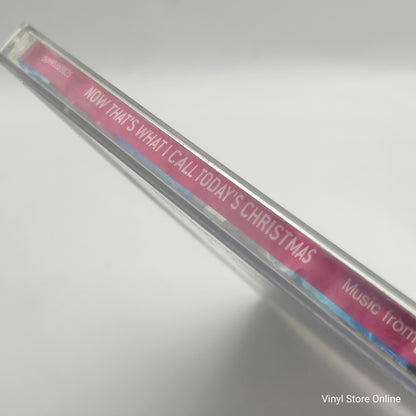 NOW THAT'S WHAT I CALL TODAY'S CHRISTMAS
Music from
Vinyl Store Online